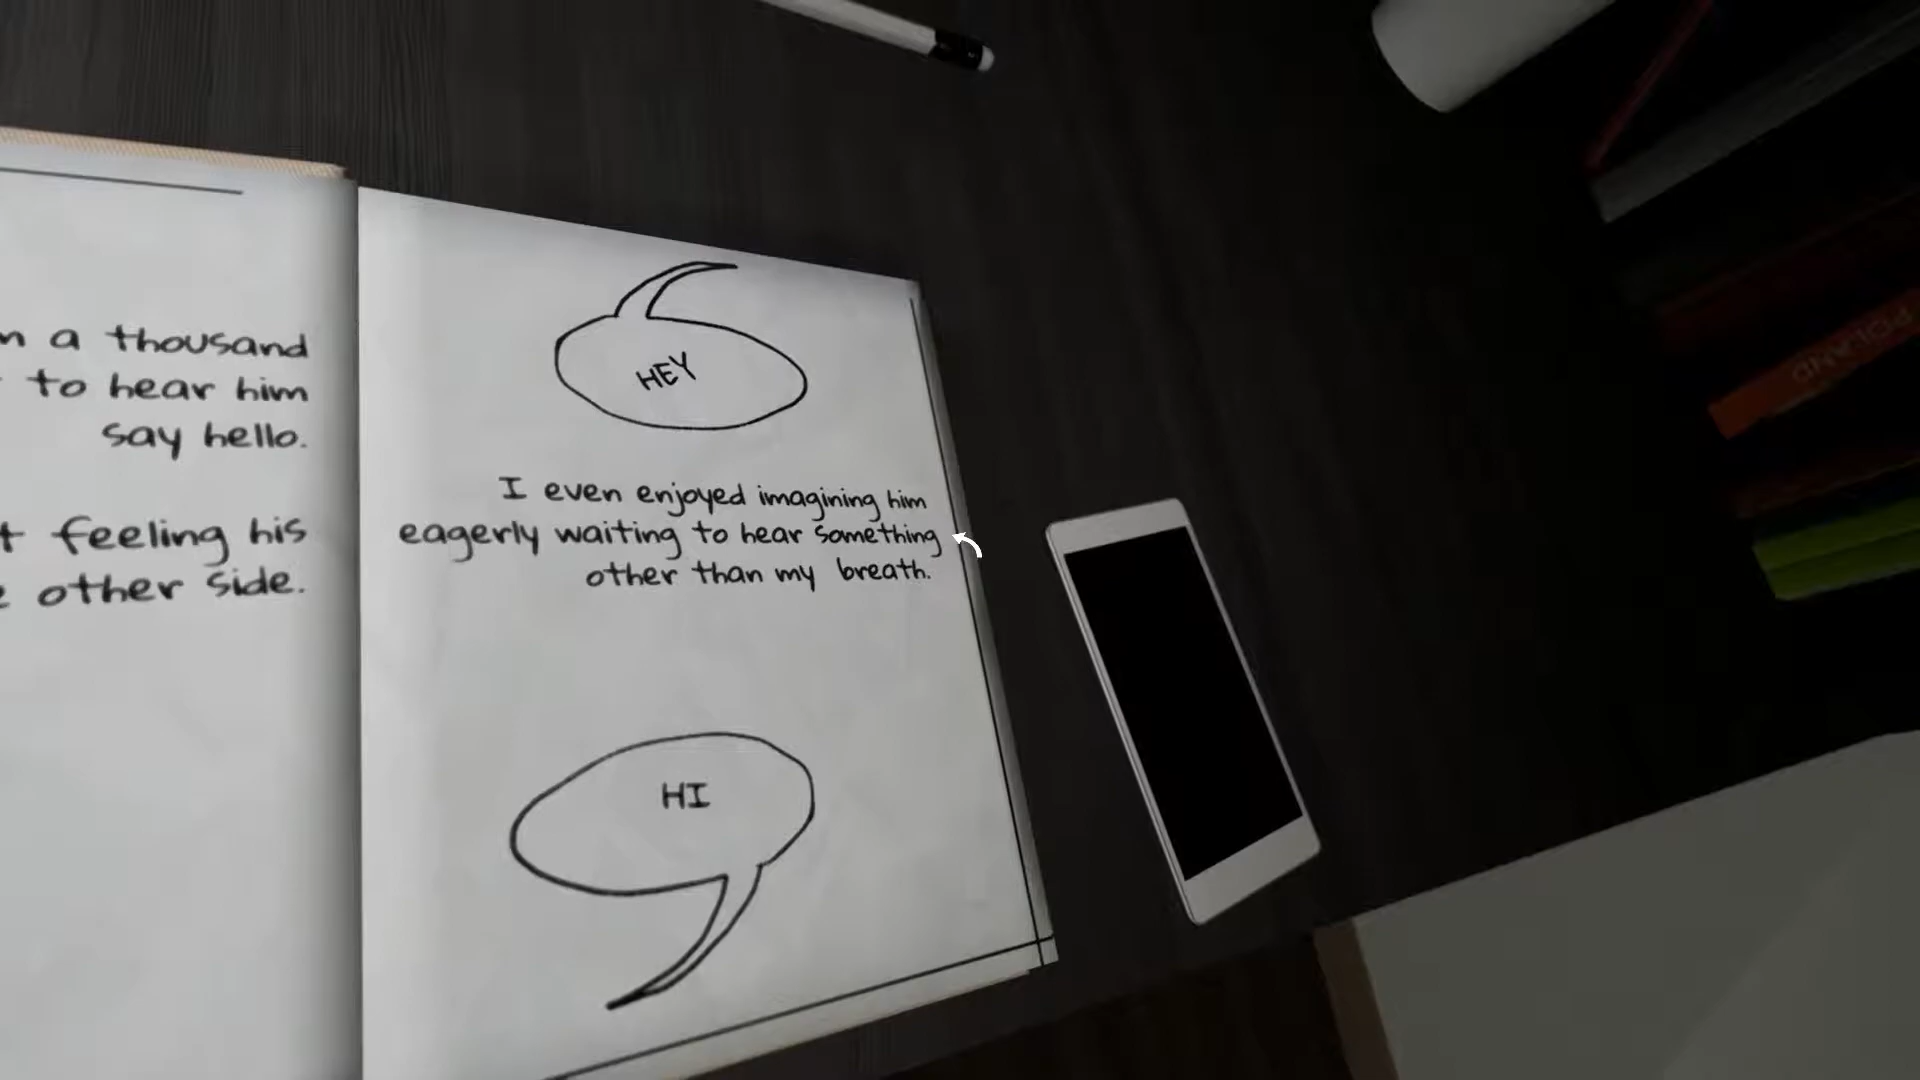 n a thousand
to hear him
say hello.
t feeling his
e other side.
HEY
I even enjoyed imagining him
eagerly waiting to hear something
other than my breath.
HI